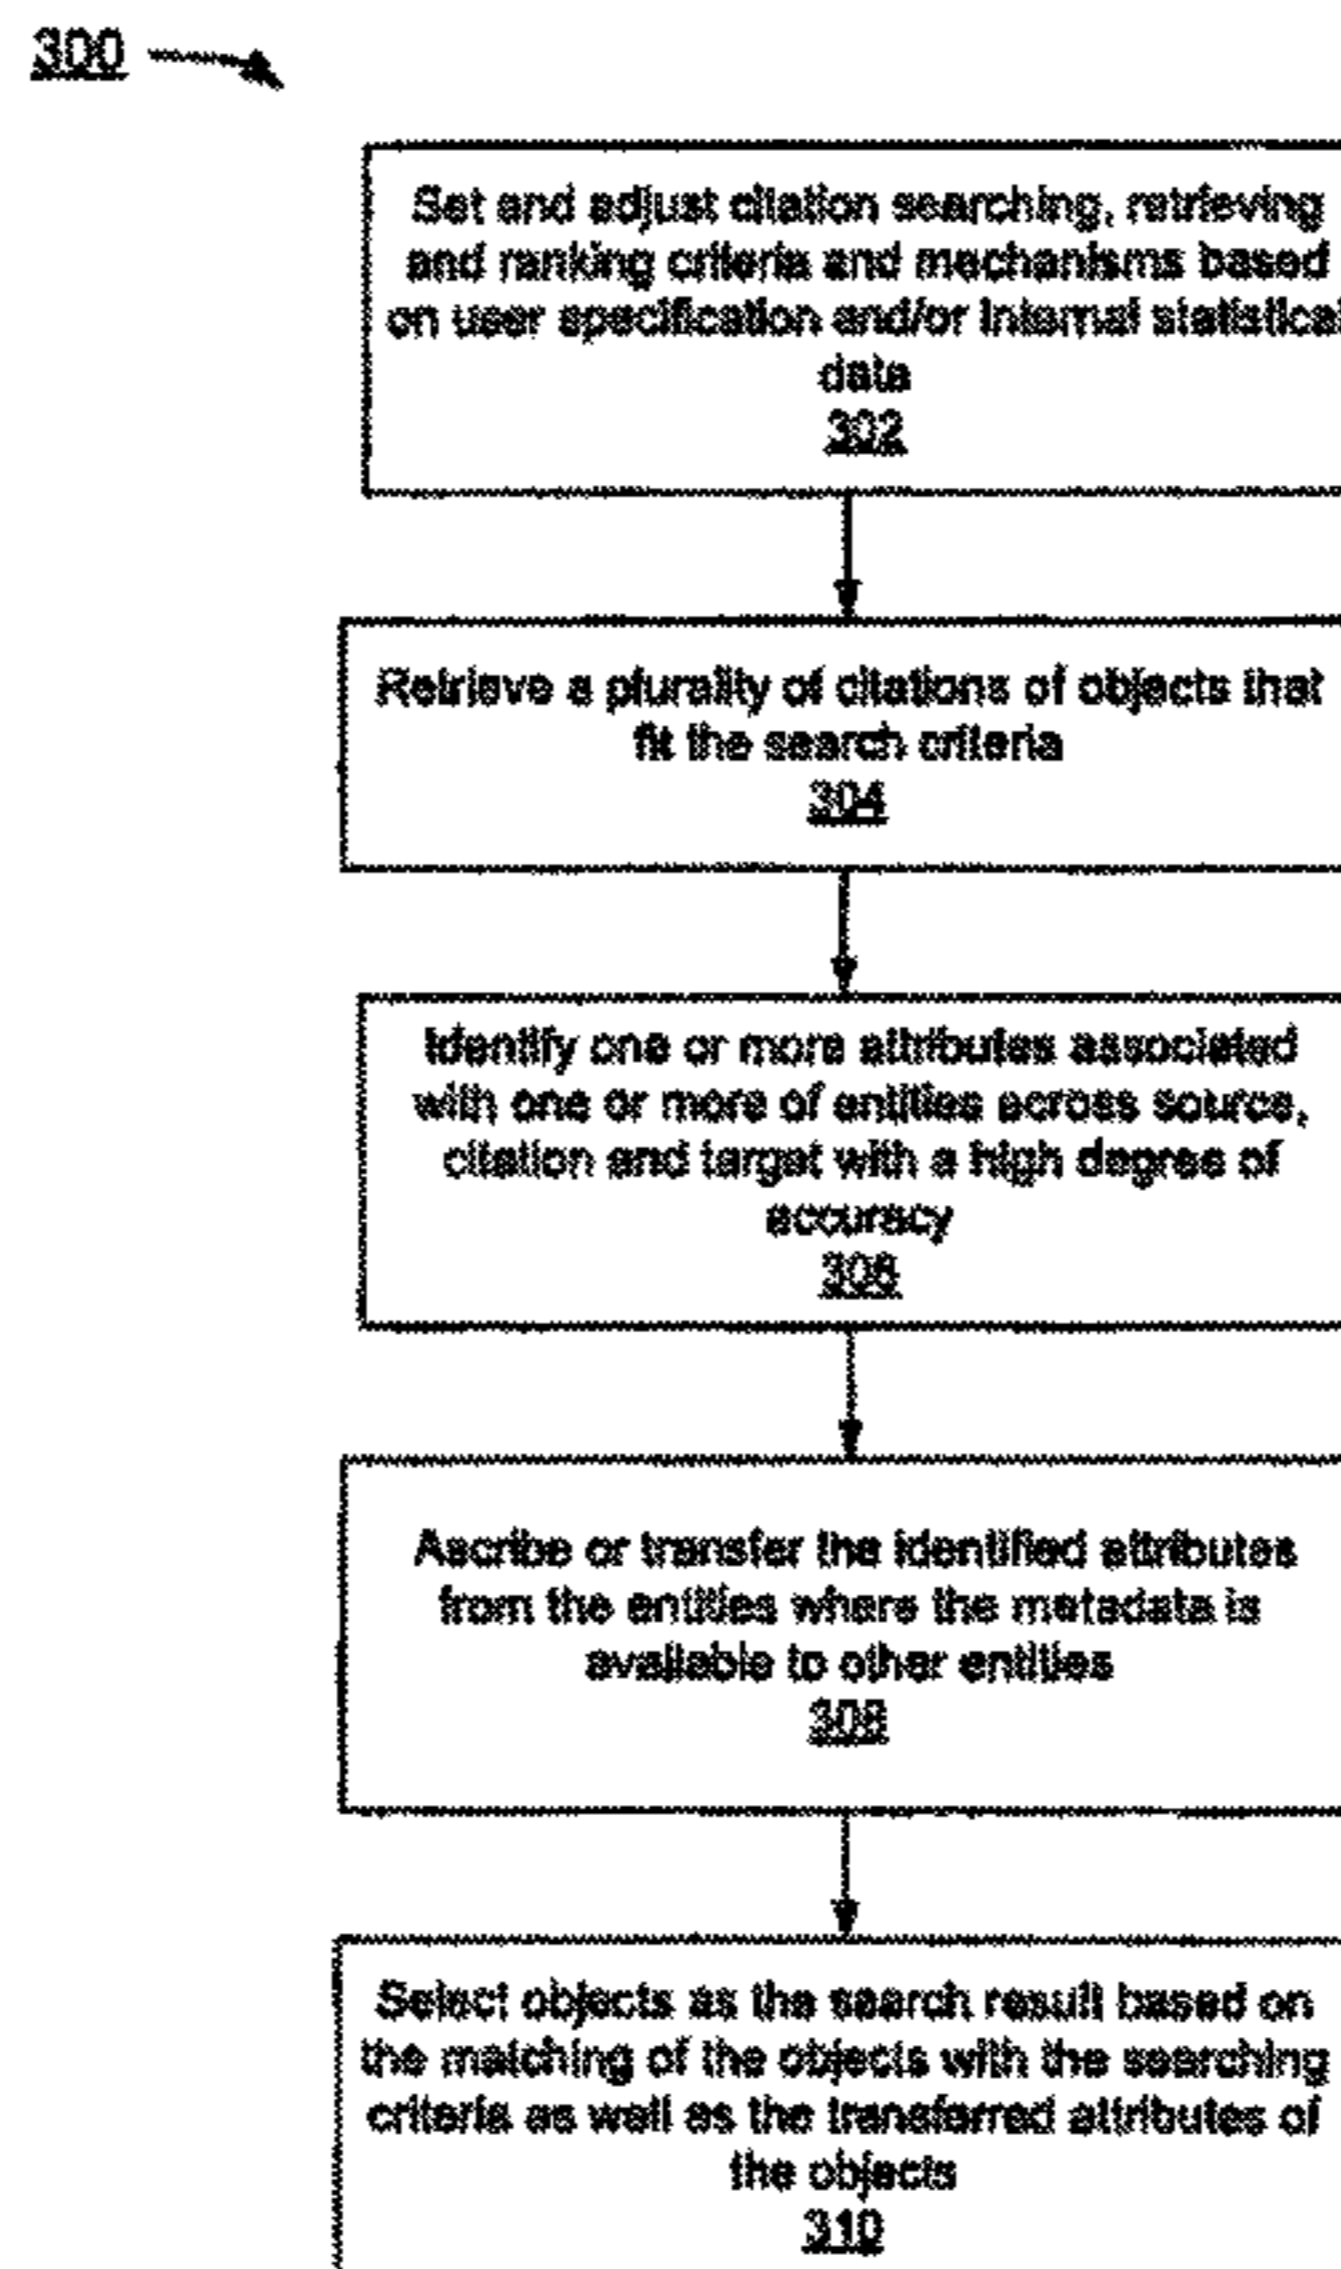 300
Set and adjust citation searching, retrieving
and ranking criteria and mechanisms based
on user specification and/or internal statistical
data
302
Retrieve a plurality of citations of objects that
fit the search criteria
304
Identify one or more attributes associated
with one or more of entities across source,
citation and target with a high degree of
accuracy
306
Ascribe or transfer the identified attributes
from the entities where the metadata is
available to other entities
308
Select objects as the search result based on
the matching of the objects with the searching
criteria as well as the transferred attributes of
the objects
310